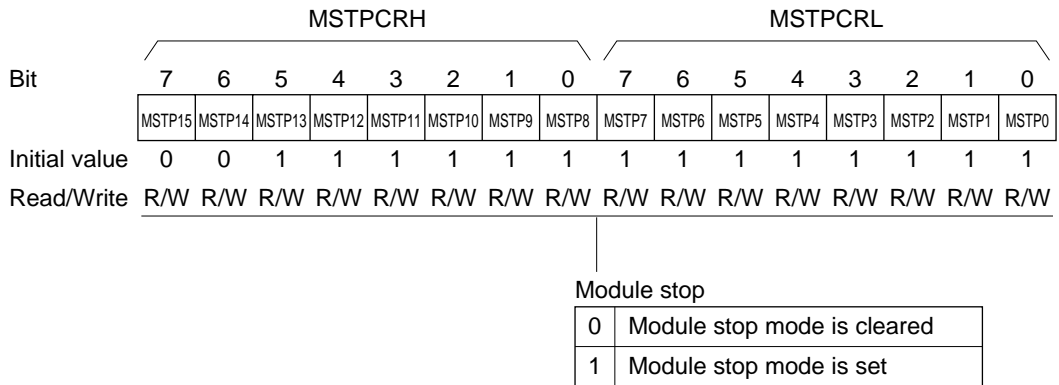 MSTPCRH MSTPCRL
Bit 7 6 5 4 3 2 1 0 7 6 5 4 3 2 1 0
MSTP15 MSTP14 MSTP13 MSTP12 MSTP11 MSTP10 MSTP9 MSTP8 MSTP7 MSTP6 MSTP5 MSTP4 MSTP3 MSTP2 MSTP1 MSTP0
Initial value 0 0 1 1 1 1 1 1 1 1 1 1 1 1 1 1
Read/Write R/W R/W R/W R/W R/W R/W R/W R/W R/W R/W R/W R/W R/W R/W R/W R/W
Module stop
0 Module stop mode is cleared
1 Module stop mode is set